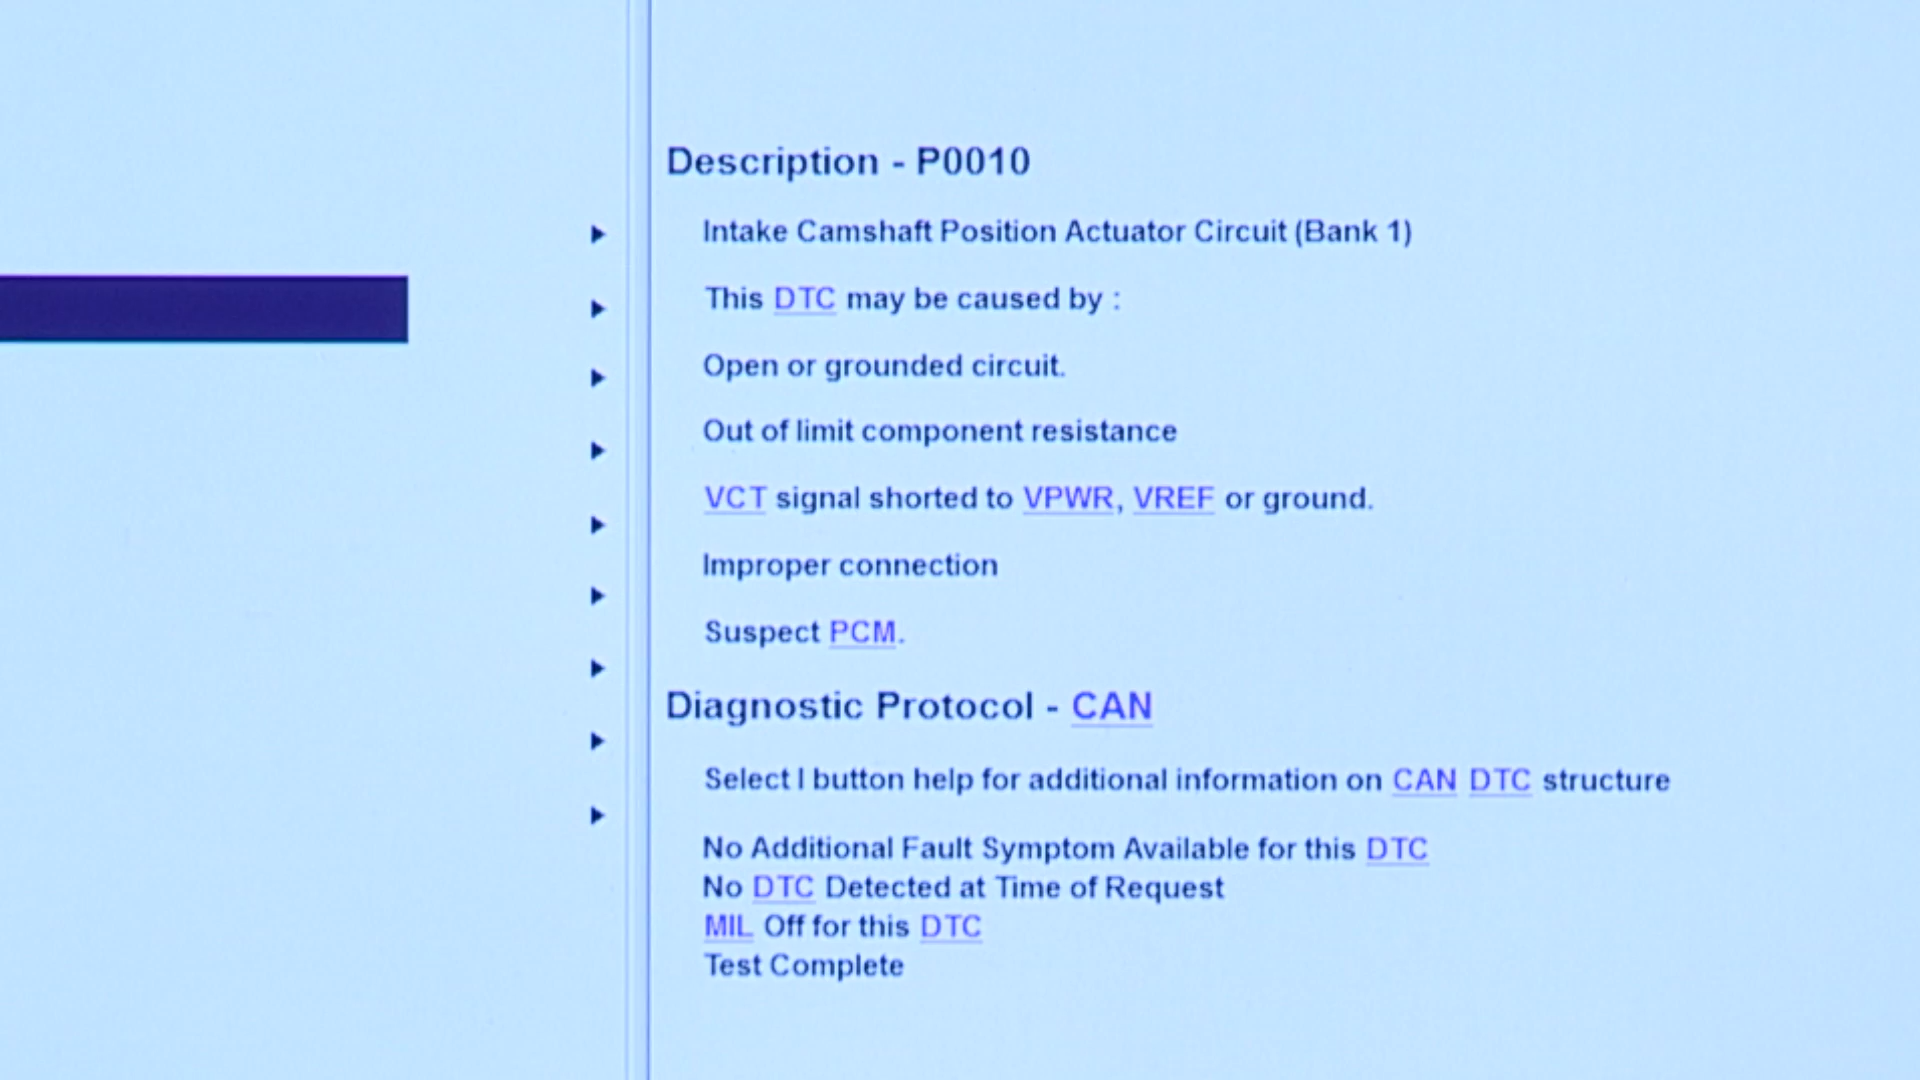 Description - P0010
Intake Camshaft Position Actuator Circuit (Bank 1)
This DTC may be caused by :
Open or grounded circuit.
Out of limit component resistance
VCT signal shorted to VPWR, VREF or ground.
Improper connection
Suspect PCM.
Diagnostic Protocol - CAN
Select I button help for additional information on CAN DTC structure
No Additional Fault Symptom Available for this DTC
No DTC Detected at Time of Request
MIL Off for this DTC
Test Complete